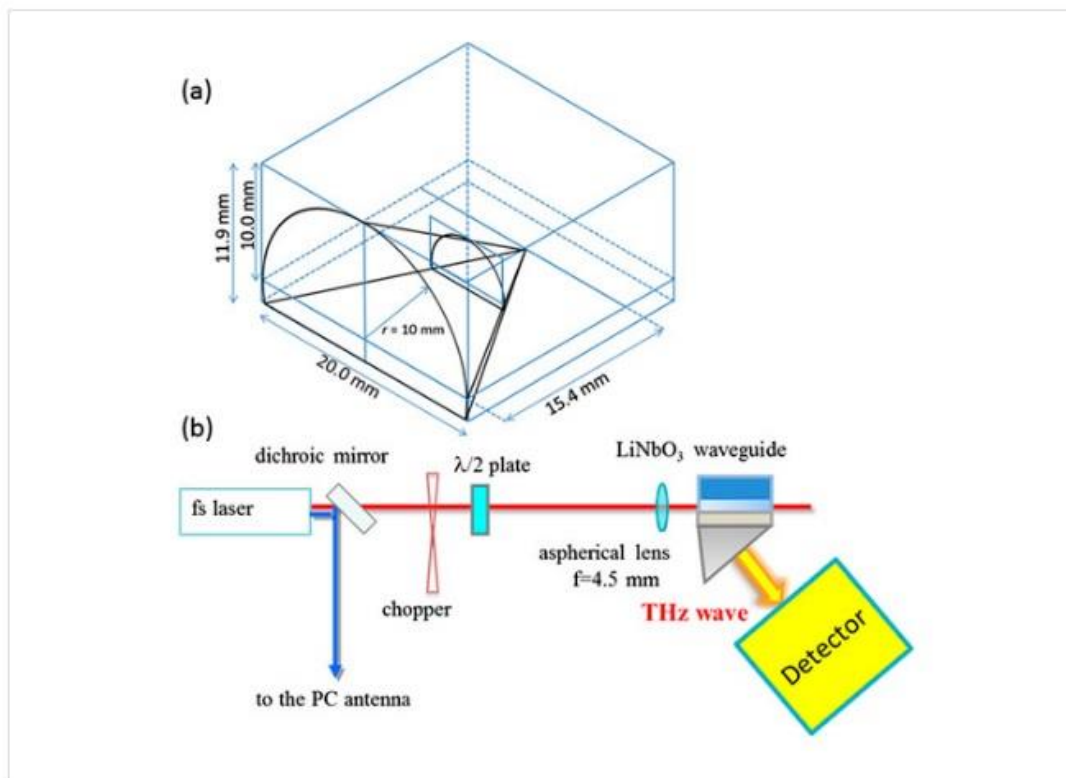 (a)
11.9 mm
10.0 mm
r = 10 mm
20.0 mm
15.4 mm
(b)
dichroic mirror
λ/2 plate
LiNbO₃ waveguide
fs laser
aspherical lens
f=4.5 mm
chopper
THz wave
Detector
to the PC antenna